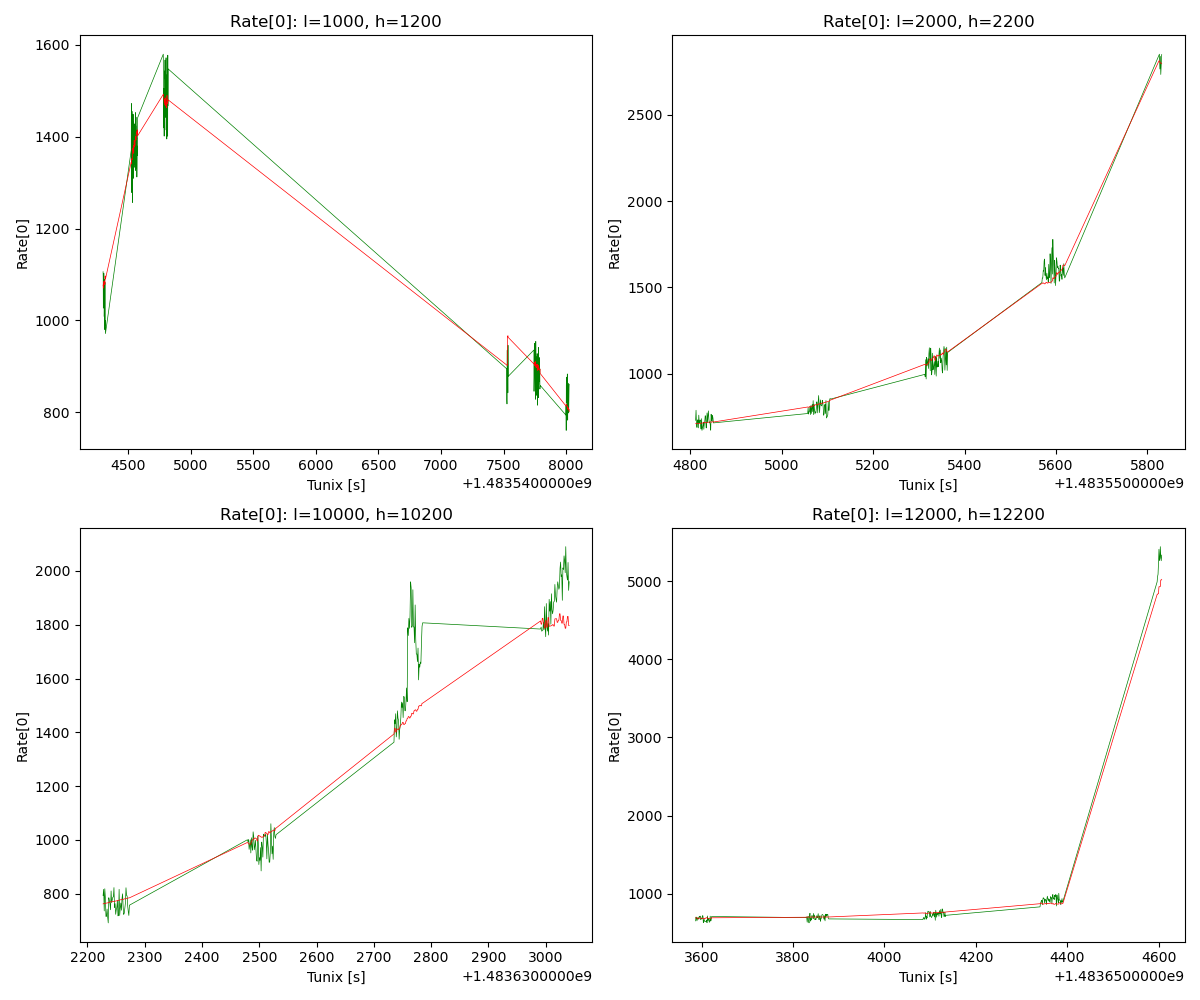 Rate[0]: l=1000, h=1200
Rate[0]
1600
1400
1200
1000
800
4500 5000 5500 6000 6500 7000 7500 8000
Tunix [s]
+1.4835400000e9
Rate[0]: l=2000, h=2200
Rate[0]
2500
2000
1500
1000
4800 5000 5200 5400 5600 5800
Tunix [s]
+1.4835500000e9
Rate[0]: l=10000, h=10200
Rate[0]
2000
1800
1600
1400
1200
1000
800
2200 2300 2400 2500 2600 2700 2800 2900 3000
Tunix [s]
+1.4836300000e9
Rate[0]: l=12000, h=12200
Rate[0]
5000
4000
3000
2000
1000
3600 3800 4000 4200 4400 4600
Tunix [s]
+1.4836500000e9